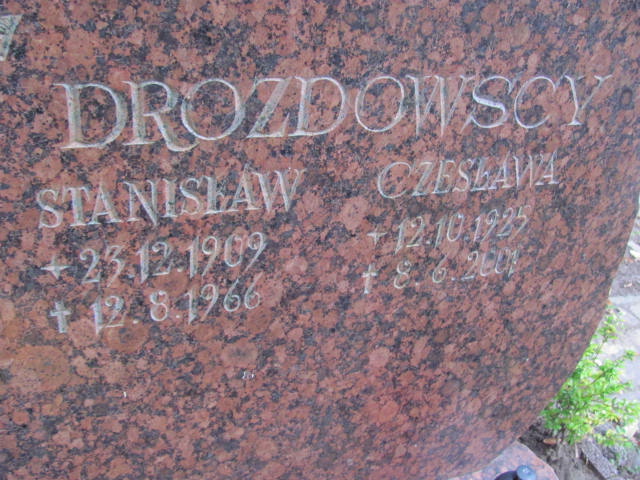 DROZDOWSCY
STANISŁAW
+ 23.12.1909
† 12.8.1966
CZESŁAWA
+ 12.10.1925
† 8.6.2001